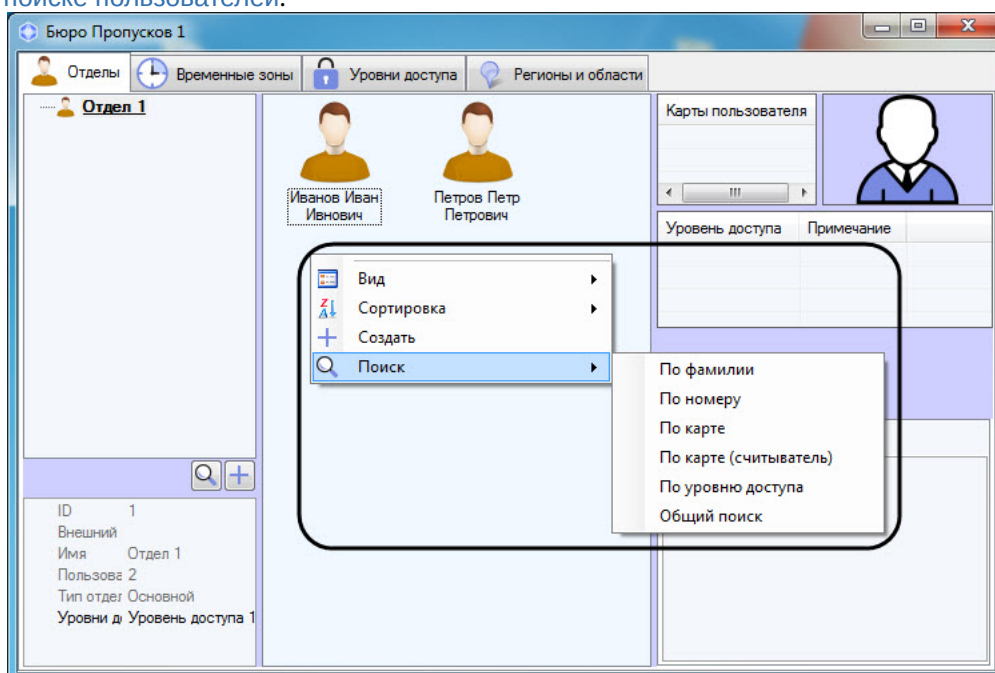 поиске пользователей.
Бюро Пропусков 1
Отделы
Временные зоны
Уровни доступа
Регионы и области
Отдел 1
Иванов Иван
Ивнович
Петров Петр
Петрович
Карты пользователя
Уровень доступа
Примечание
Вид
Сортировка
Создать
Поиск
По фамилии
По номеру
По карте
По карте (считыватель)
По уровню доступа
Общий поиск
ID 1
Внешний
Имя Отдел 1
Пользова 2
Тип отдел Основной
Уровни д Уровень доступа 1